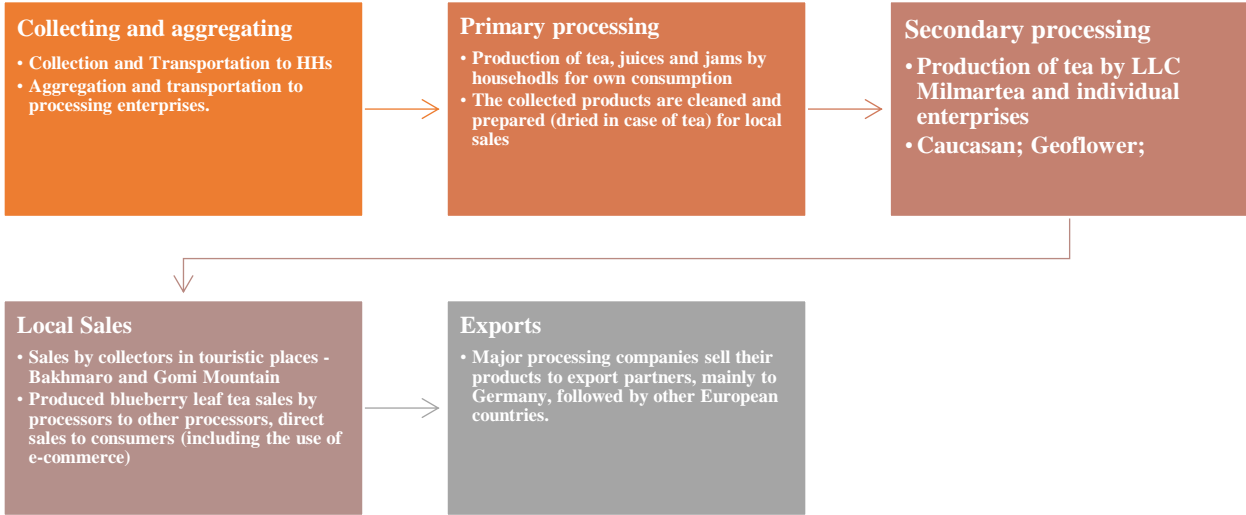 Collecting and aggregating
• Collection and Transportation to HHs
• Aggregation and transportation to
processing enterprises.
Primary processing
• Production of tea, juices and jams by
househodls for own consumption
• The collected products are cleaned and
prepared (dried in case of tea) for local
sales
Secondary processing
• Production of tea by LLC
Milmartea and individual
enterprises
• Caucasan; Geoflower;
Local Sales
• Sales by collectors in touristic places -
Bakhmaro and Gomi Mountain
• Produced blueberry leaf tea sales by
processors to other processors, direct
sales to consumers (including the use of
e-commerce)
Exports
• Major processing companies sell their
products to export partners, mainly to
Germany, followed by other European
countries.